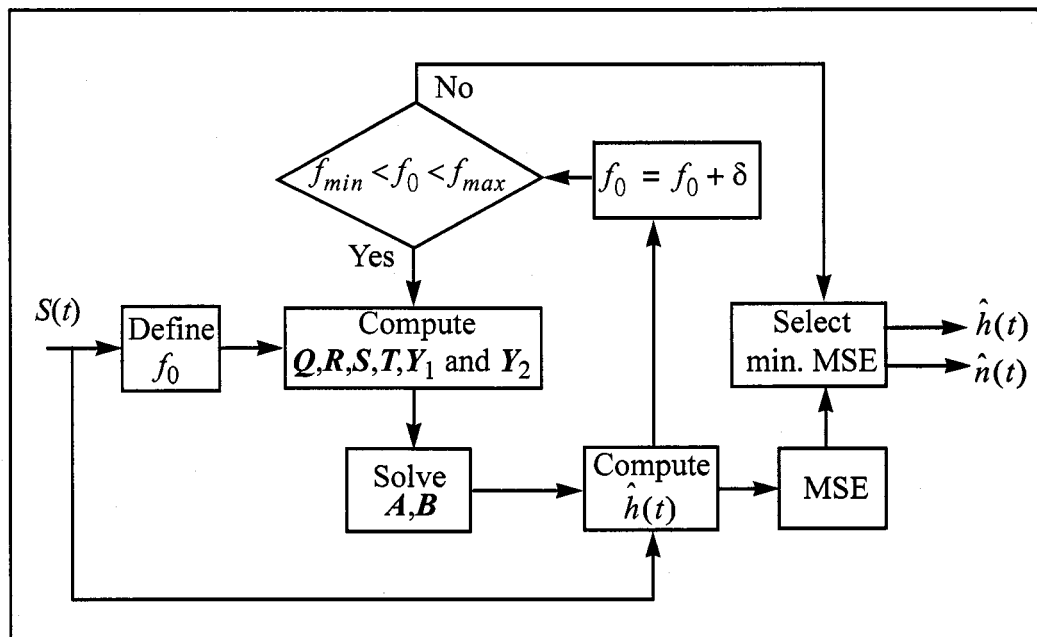 No
f_min < f_0 < f_max
f_0 = f_0 + δ
Yes
S(t)
Define
f_0
Compute
Q,R,S,T,Y_1 and Y_2
Select
min. MSE
ĥ(t)
n̂(t)
Solve
A,B
Compute
ĥ(t)
MSE